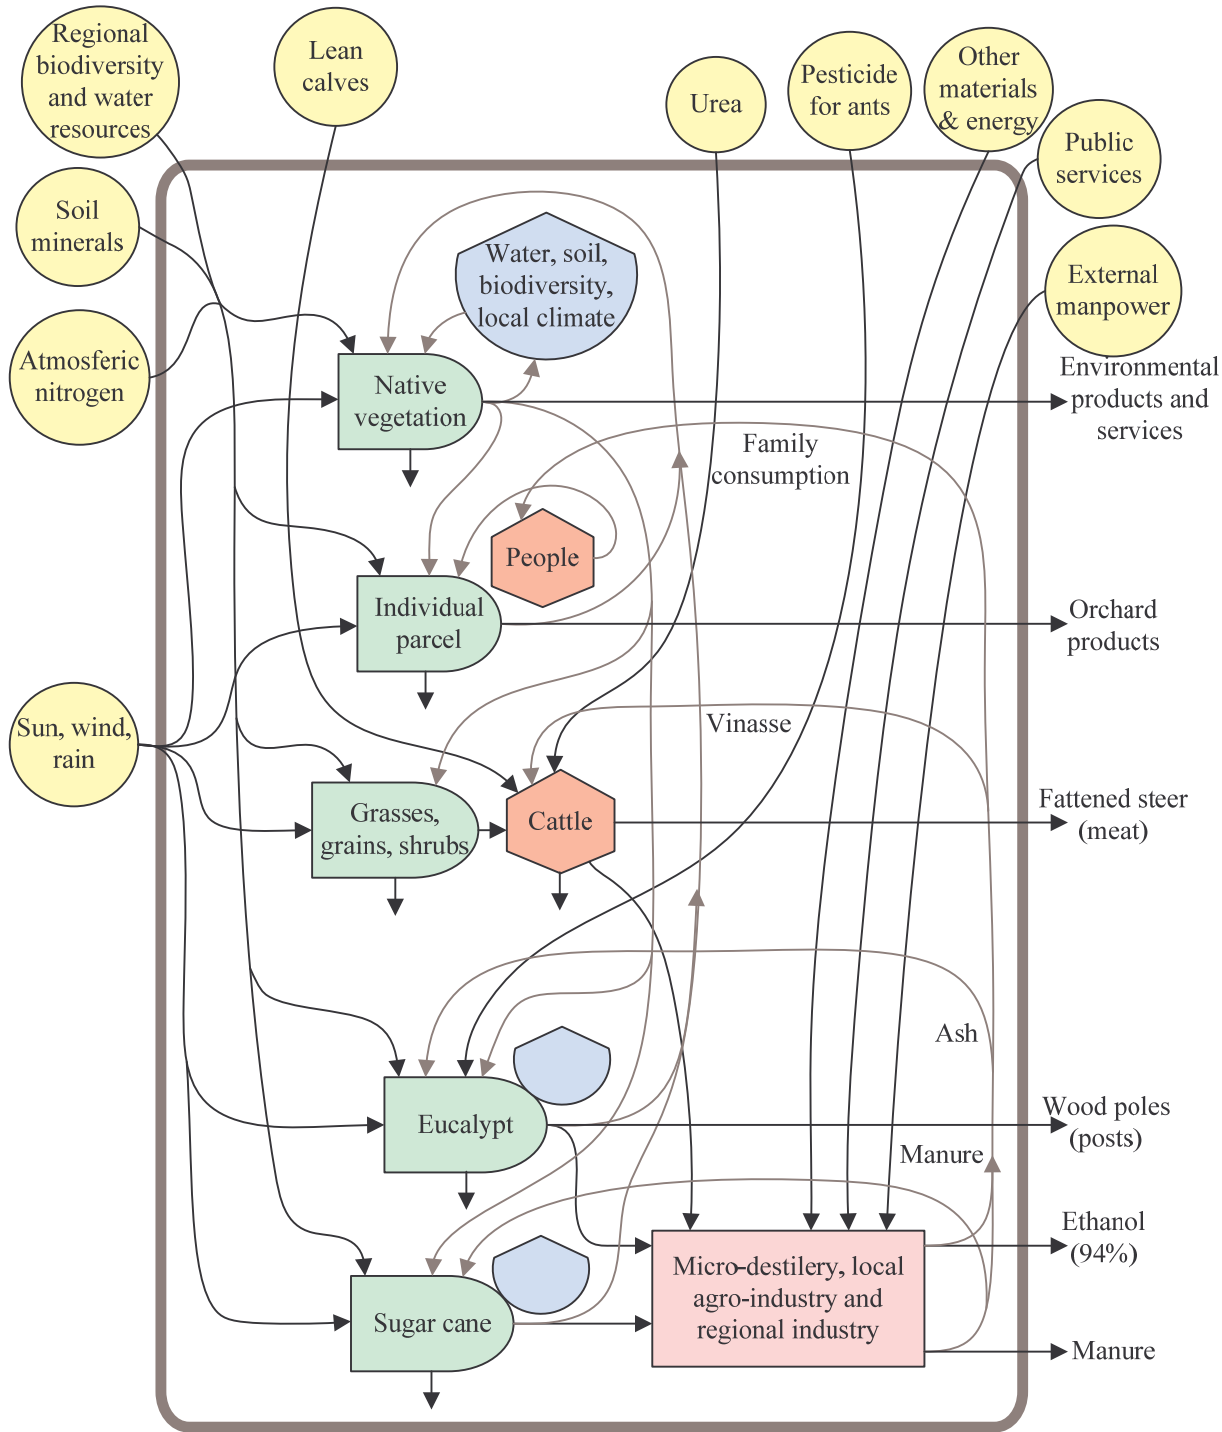 Regional
biodiversity
and water
resources
Lean
calves
Urea
Pesticide
for ants
Other
materials
& energy
Public
services
Soil
minerals
Water, soil,
biodiversity,
local climate
External
manpower
Atmosferic
nitrogen
Native
vegetation
Environmental
products and
services
Family
consumption
People
Individual
parcel
Orchard
products
Sun, wind,
rain
Vinasse
Grasses,
grains, shrubs
Cattle
Fattened steer
(meat)
Ash
Eucalypt
Wood poles
(posts)
Manure
Ethanol
(94%)
Micro-destilery, local
agro-industry and
regional industry
Sugar cane
Manure